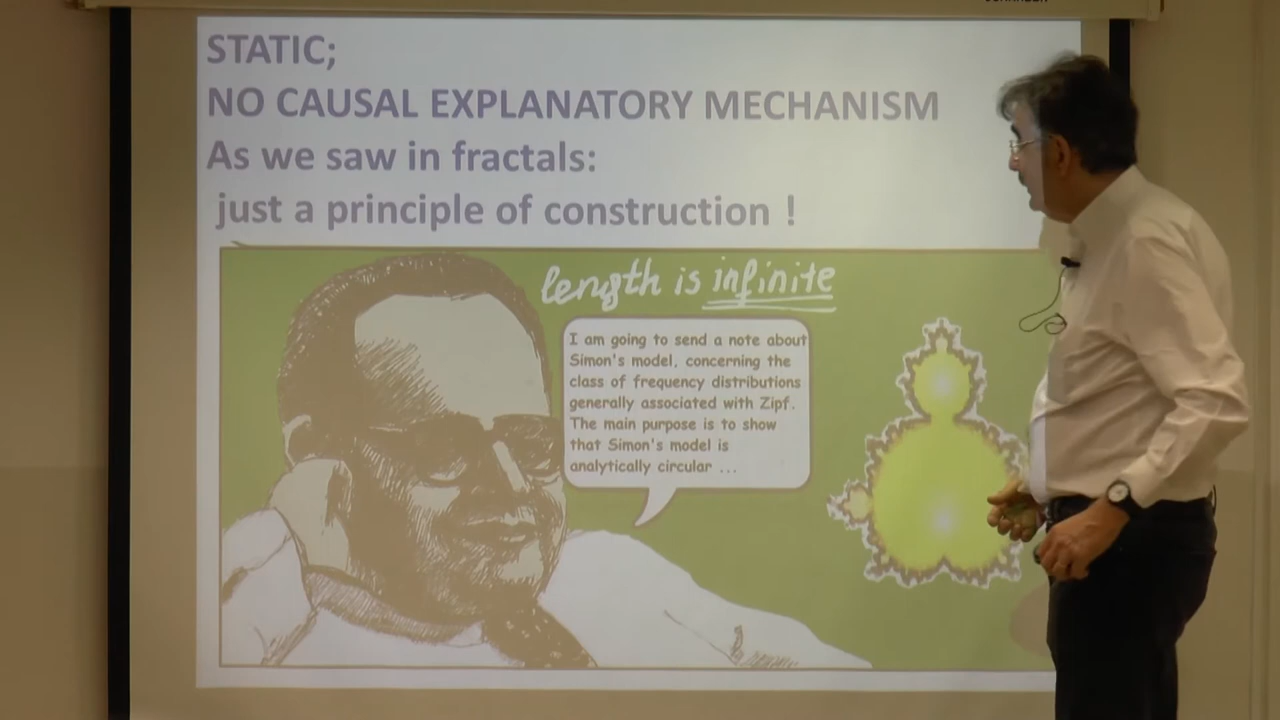 STATIC;
NO CAUSAL EXPLANATORY MECHANISM
As we saw in fractals:
just a principle of construction !
length is infinite
I am going to send a note about
Simon's model, concerning the
class of frequency distributions
generally associated with Zipf.
The main purpose is to show
that Simon's model is
analytically circular ...